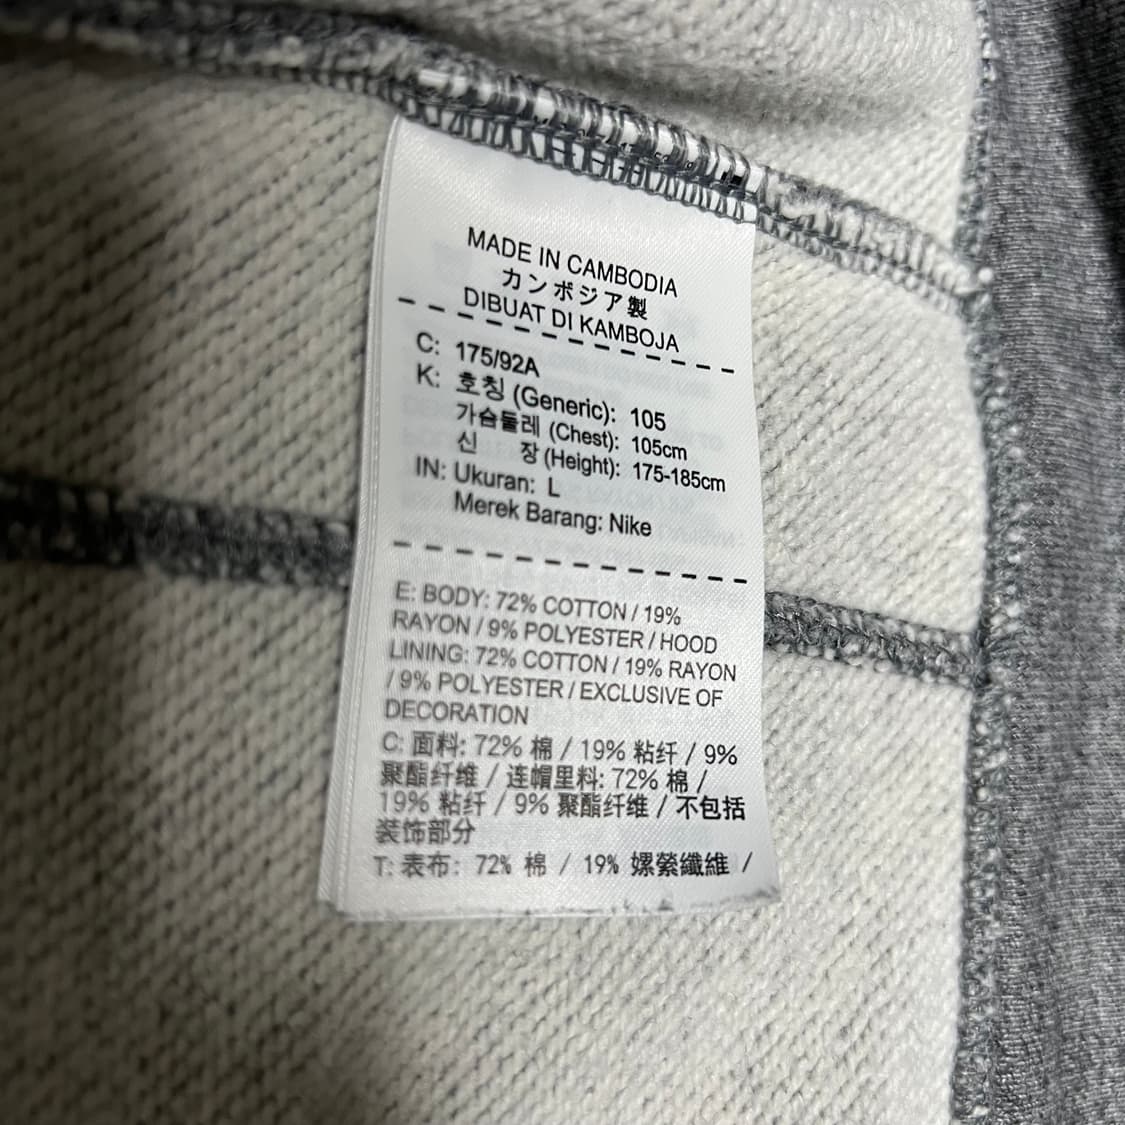 MADE IN CAMBODIA
カンボジア製
DIBUAT DI KAMBOJA
C: 175/92A
K: 호칭 (Generic): 105
가슴둘레 (Chest): 105cm
신 장 (Height): 175-185cm
IN: Ukuran: L
Merek Barang: Nike
E: BODY: 72% COTTON / 19%
RAYON / 9% POLYESTER / HOOD
LINING: 72% COTTON / 19% RAYON
/ 9% POLYESTER / EXCLUSIVE OF
DECORATION
C: 面料: 72% 棉 / 19% 粘纤 / 9%
聚酯纤维 / 连帽里料: 72% 棉 /
19% 粘纤 / 9% 聚酯纤维 / 不包括
装饰部分
T: 表布: 72% 棉 / 19% 嫘縈纖維 /